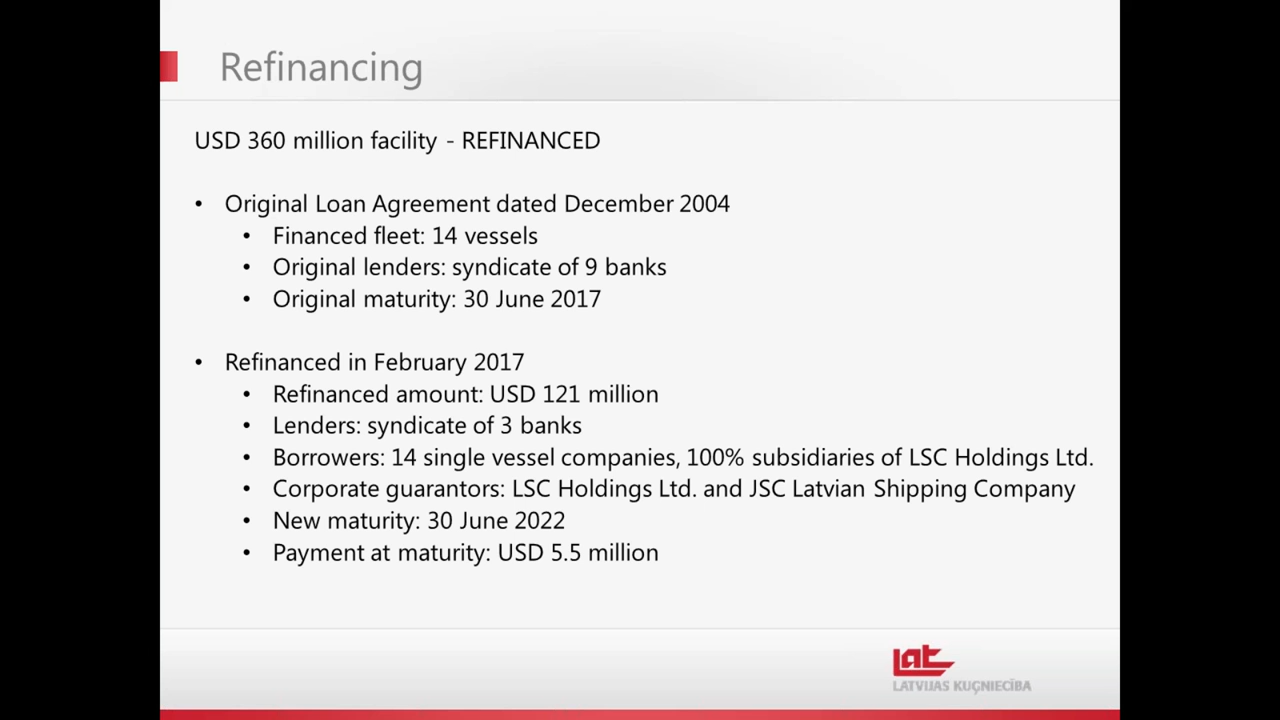 Refinancing
USD 360 million facility - REFINANCED
• Original Loan Agreement dated December 2004
• Financed fleet: 14 vessels
• Original lenders: syndicate of 9 banks
• Original maturity: 30 June 2017
• Refinanced in February 2017
• Refinanced amount: USD 121 million
• Lenders: syndicate of 3 banks
• Borrowers: 14 single vessel companies, 100% subsidiaries of LSC Holdings Ltd.
• Corporate guarantors: LSC Holdings Ltd. and JSC Latvian Shipping Company
• New maturity: 30 June 2022
• Payment at maturity: USD 5.5 million
Lat
LATVIJAS KUĢNIECĪBA